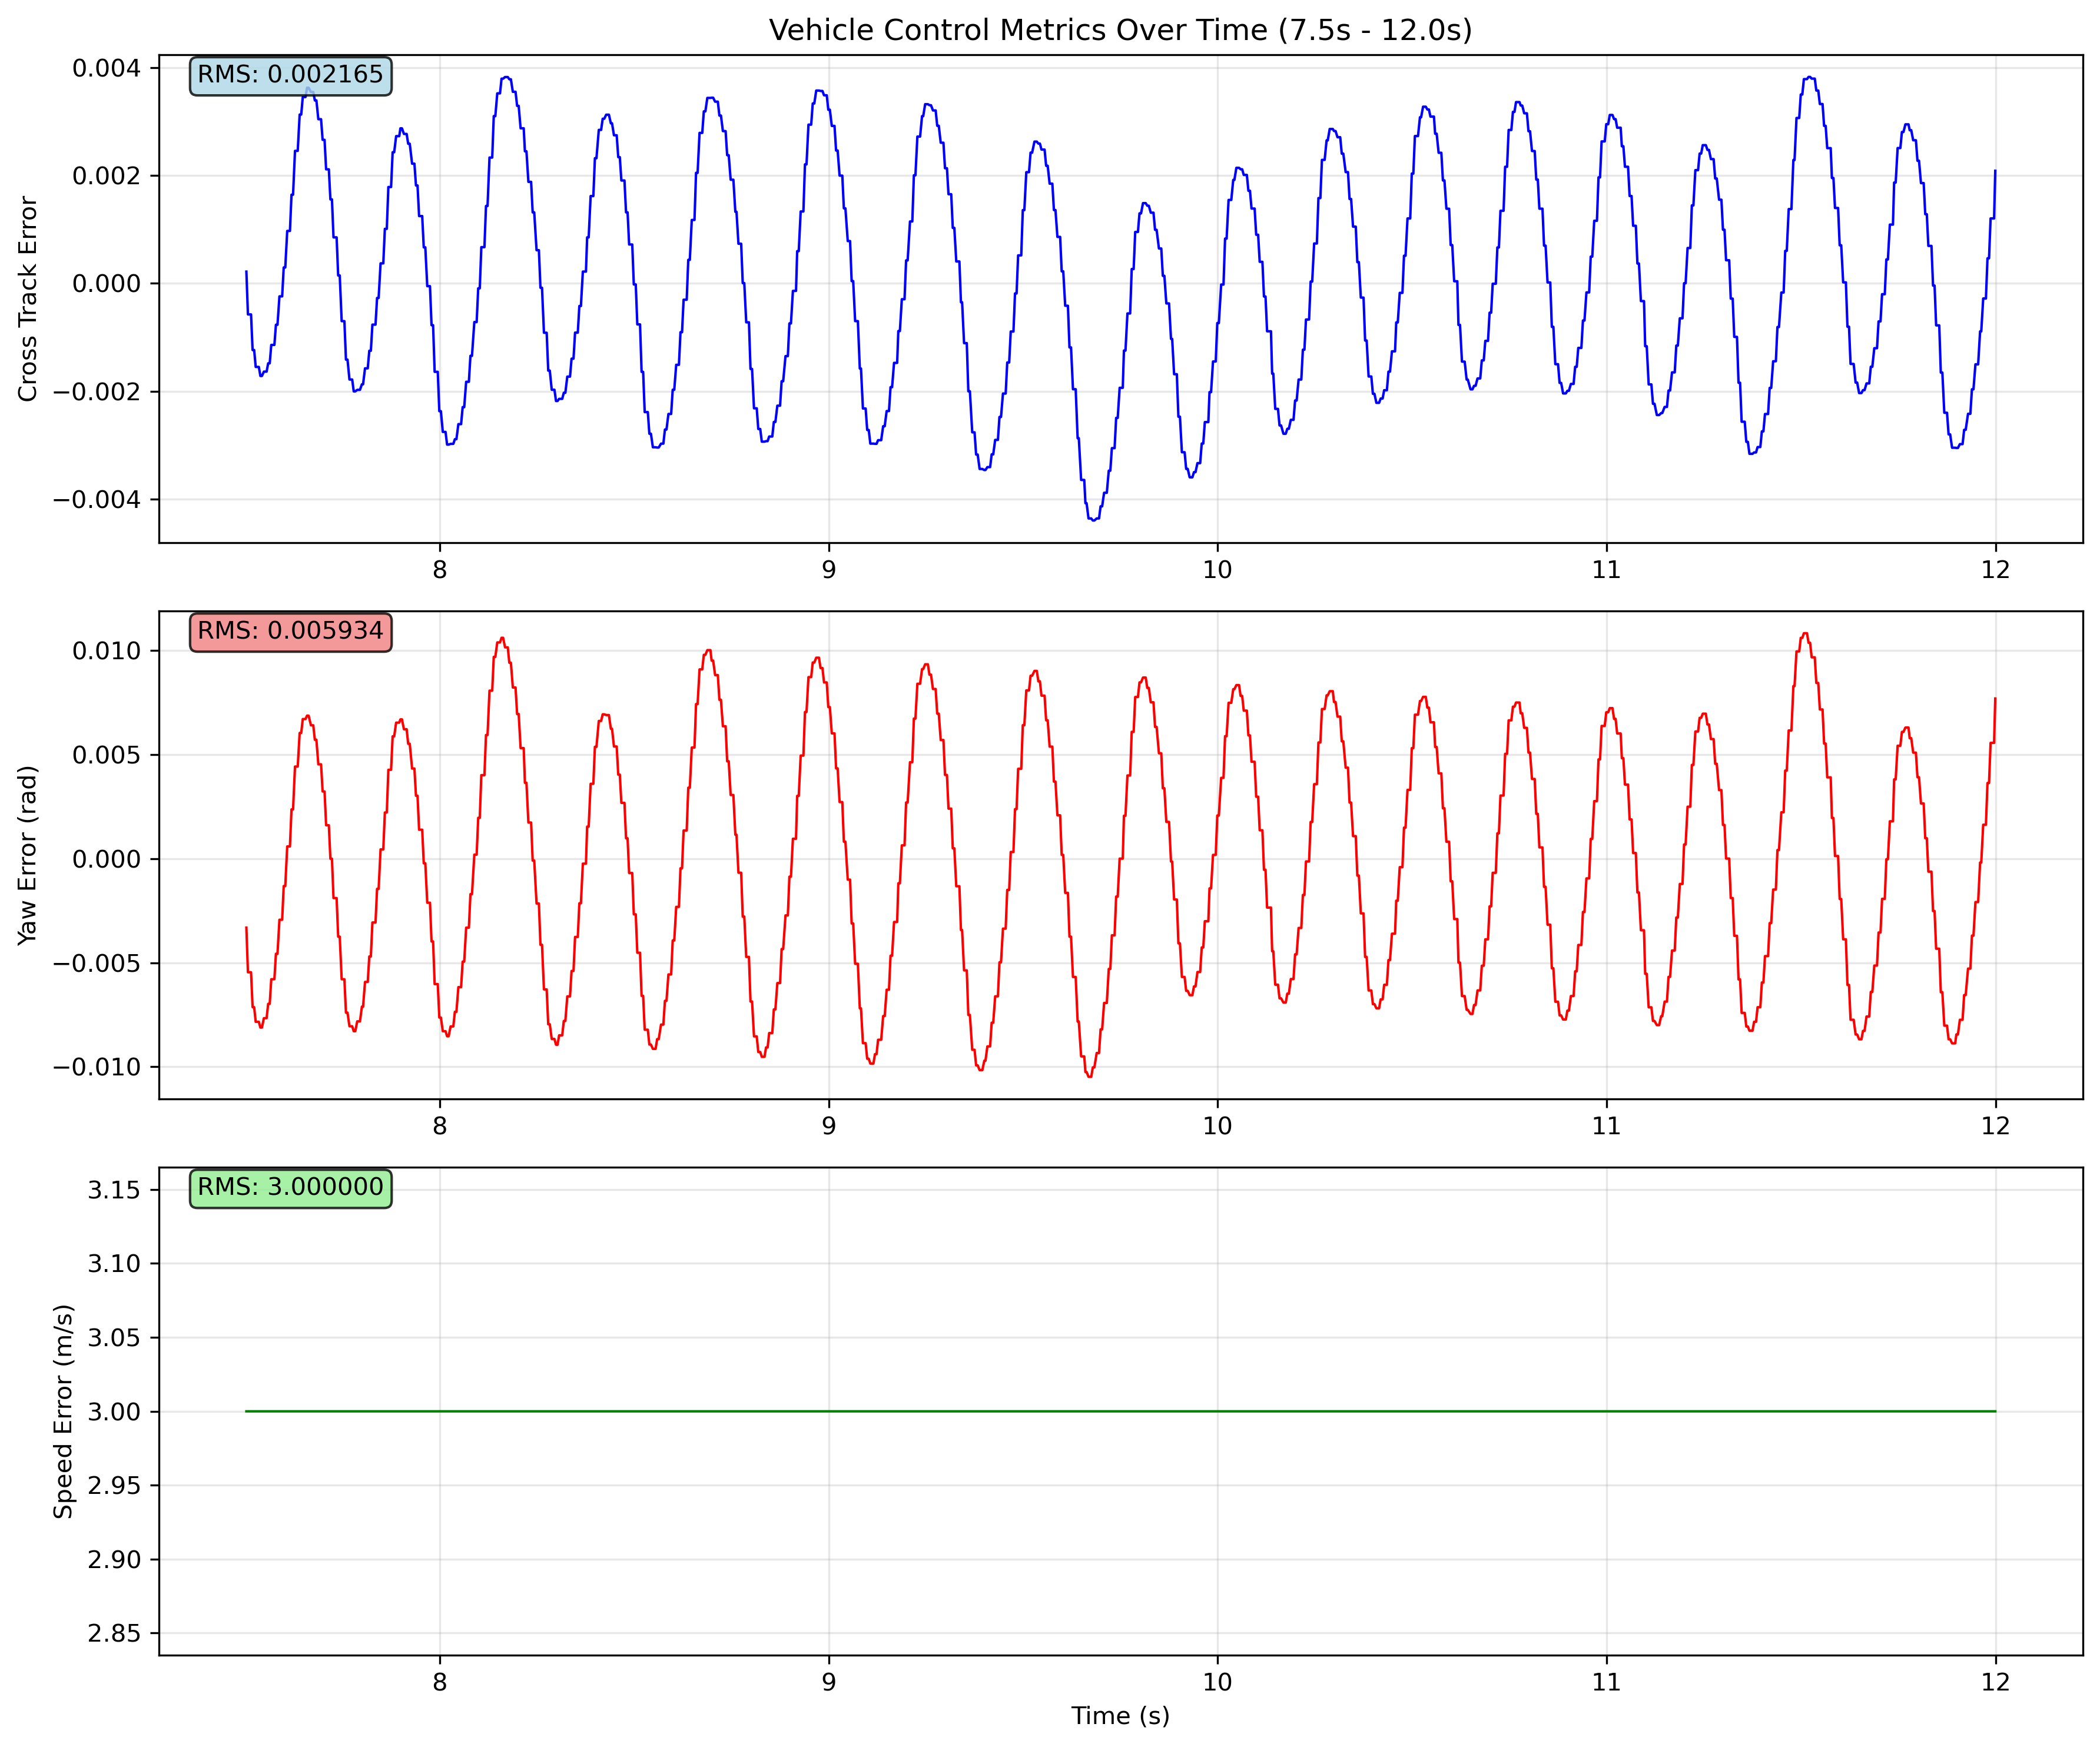 Vehicle Control Metrics Over Time (7.5s - 12.0s)
RMS: 0.002165
Cross Track Error
0.004
0.002
0.000
−0.002
−0.004
8 9 10 11 12
RMS: 0.005934
Yaw Error (rad)
0.010
0.005
0.000
−0.005
−0.010
8 9 10 11 12
RMS: 3.000000
Speed Error (m/s)
3.15
3.10
3.05
3.00
2.95
2.90
2.85
8 9 10 11 12
Time (s)